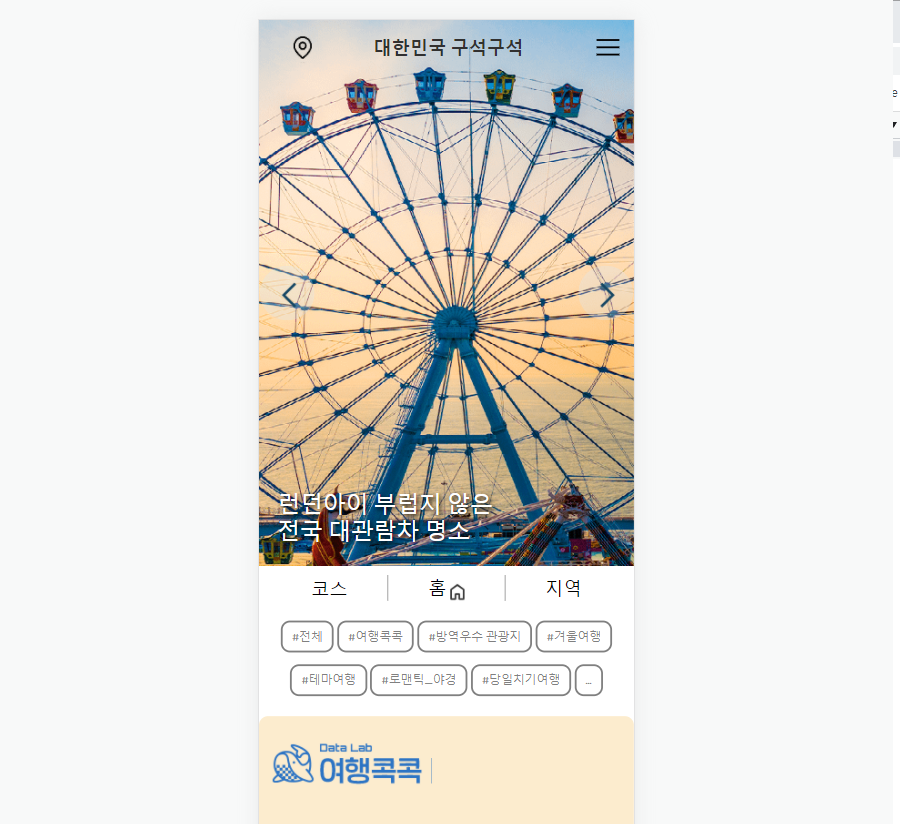 대한민국 구석구석
런던아이 부럽지 않은
전국 대관람차 명소
코스 홈 지역
#전체 #여행콕콕 #방역우수 관광지 #겨울여행
#테마여행 #로맨틱_야경 #당일치기여행 ...
Data Lab
여행콕콕
e